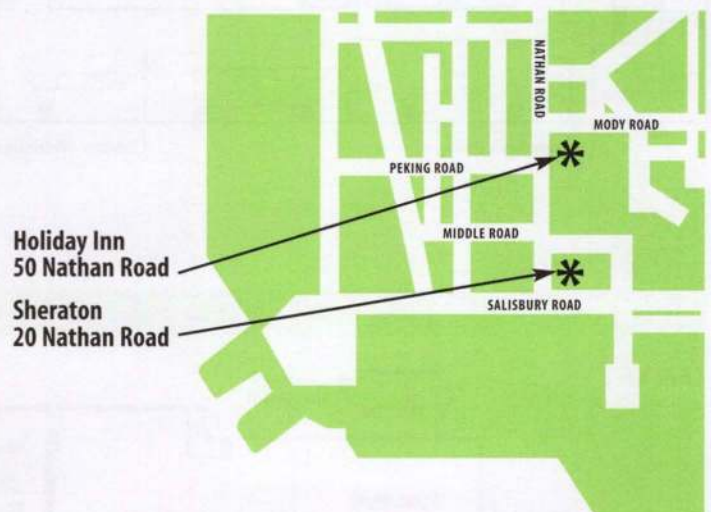 NATHAN ROAD
MODY ROAD
PEKING ROAD
MIDDLE ROAD
SALISBURY ROAD
Holiday Inn
50 Nathan Road
Sheraton
20 Nathan Road